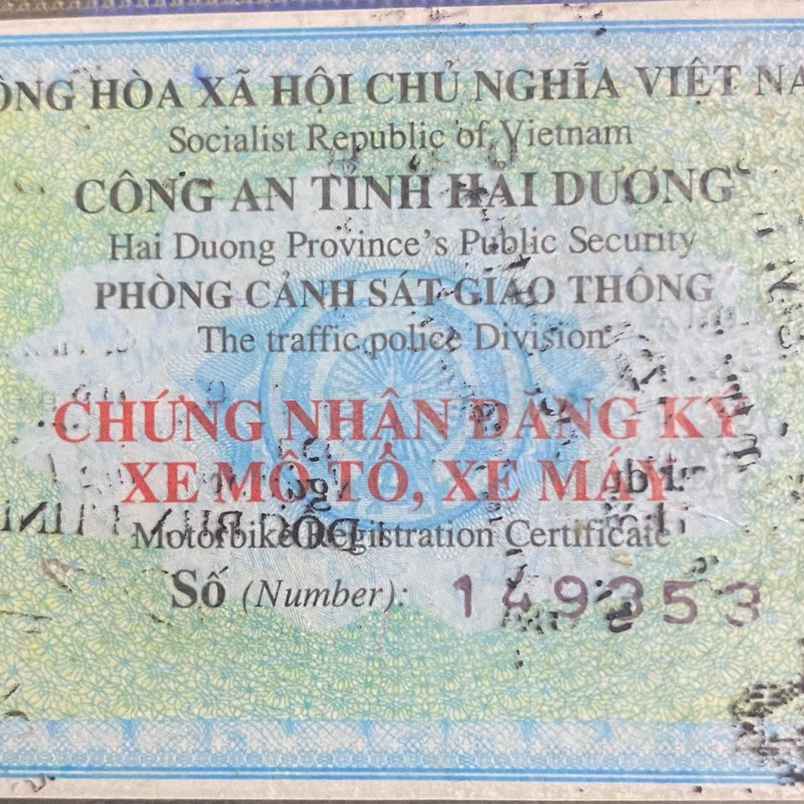 CỘNG HÒA XÃ HỘI CHỦ NGHĨA VIỆT NA
Socialist Republic of Vietnam
CÔNG AN TỈNH HẢI DƯƠNG
Hai Duong Province's Public Security
PHÒNG CẢNH SÁT GIAO THÔNG
The traffic police Division
CHỨNG NHẬN ĐĂNG KÝ
XE MÔ TÔ, XE MÁY
Motorbike Registration Certificate
Số (Number): 149353